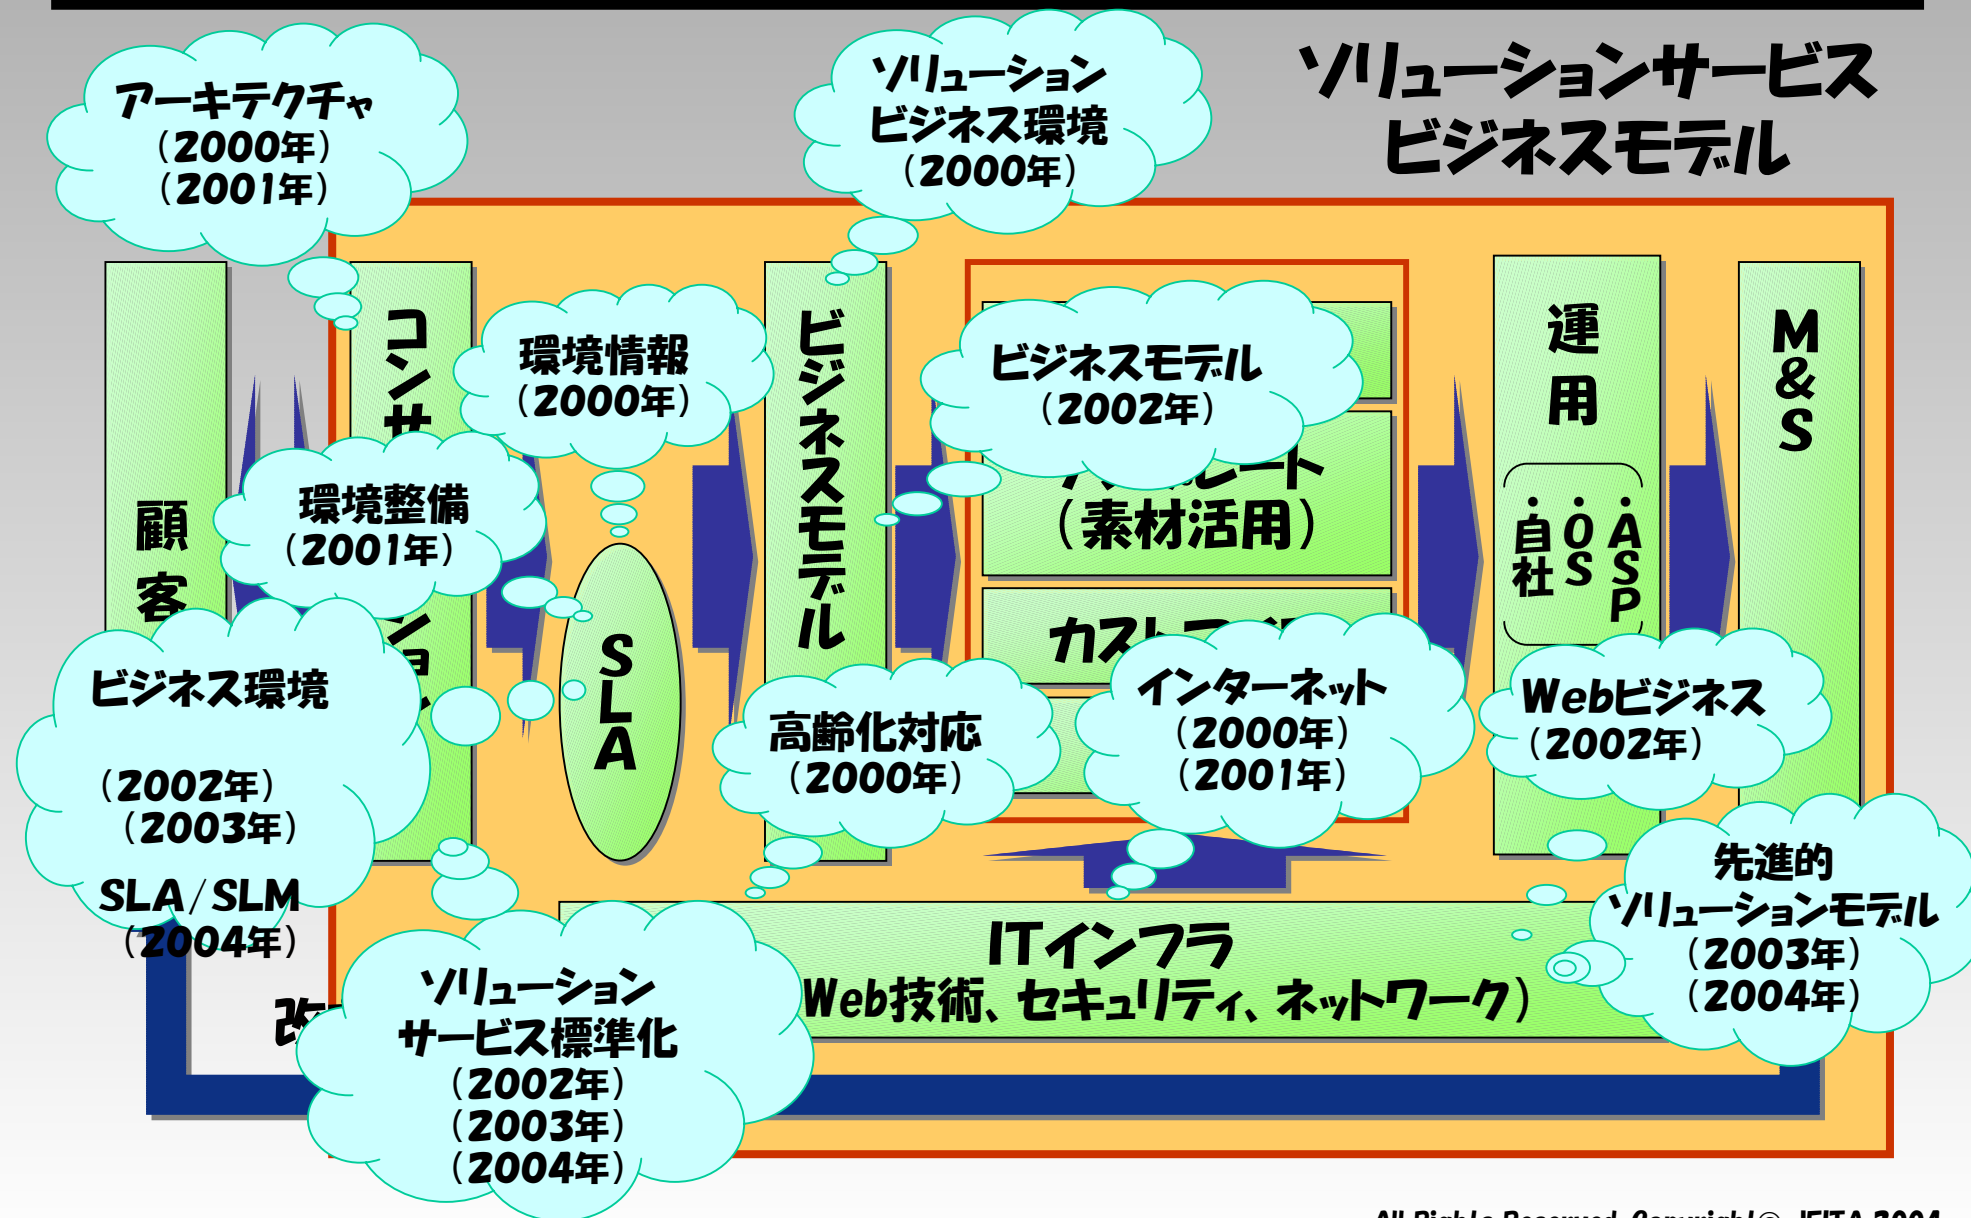 ソリューションサービス
ビジネスモデル
アーキテクチャ
（2000年）
（2001年）
ソリューション
ビジネス環境
（2000年）
環境情報
（2000年）
ビジネスモデル
（2002年）
環境整備
（2001年）
ビジネス環境
（2002年）
（2003年）
SLA/SLM
（2004年）
高齢化対応
（2000年）
インターネット
（2000年）
（2001年）
Webビジネス
（2002年）
先進的
ソリューションモデル
（2003年）
（2004年）
ソリューション
サービス標準化
（2002年）
（2003年）
（2004年）
顧客
SLA
ビジネスモデル
（素材活用）
運用
・自社
・OS
・ASP
M&S
ITインフラ
Web技術、セキュリティ、ネットワーク）
All Rights Reserved, Copyright© JEITA 2004